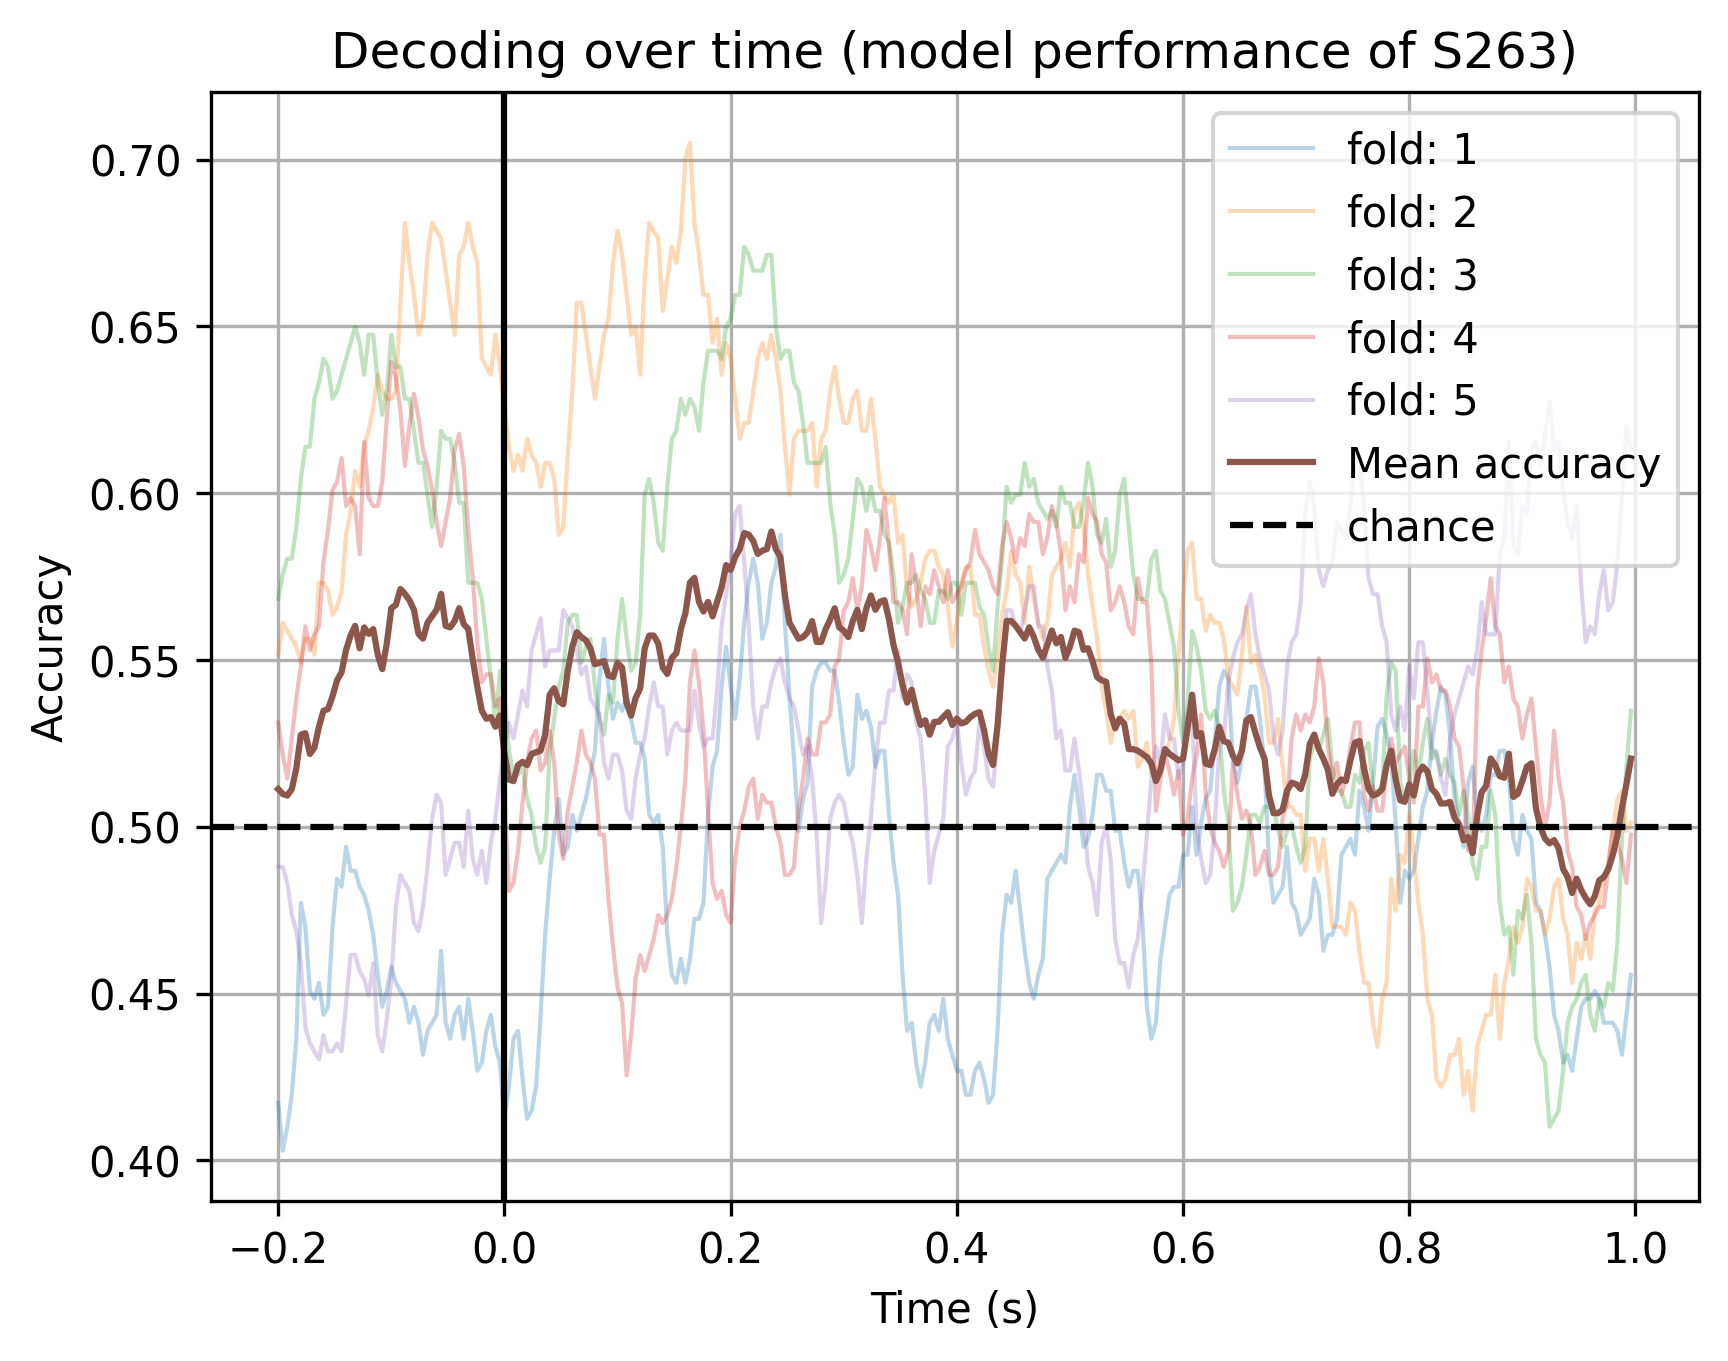 Decoding over time (model performance of S263)
0.70
0.65
0.60
0.55
0.50
0.45
0.40
Accuracy
fold: 1
fold: 2
fold: 3
fold: 4
fold: 5
Mean accuracy
chance
−0.2 0.0 0.2 0.4 0.6 0.8 1.0
Time (s)